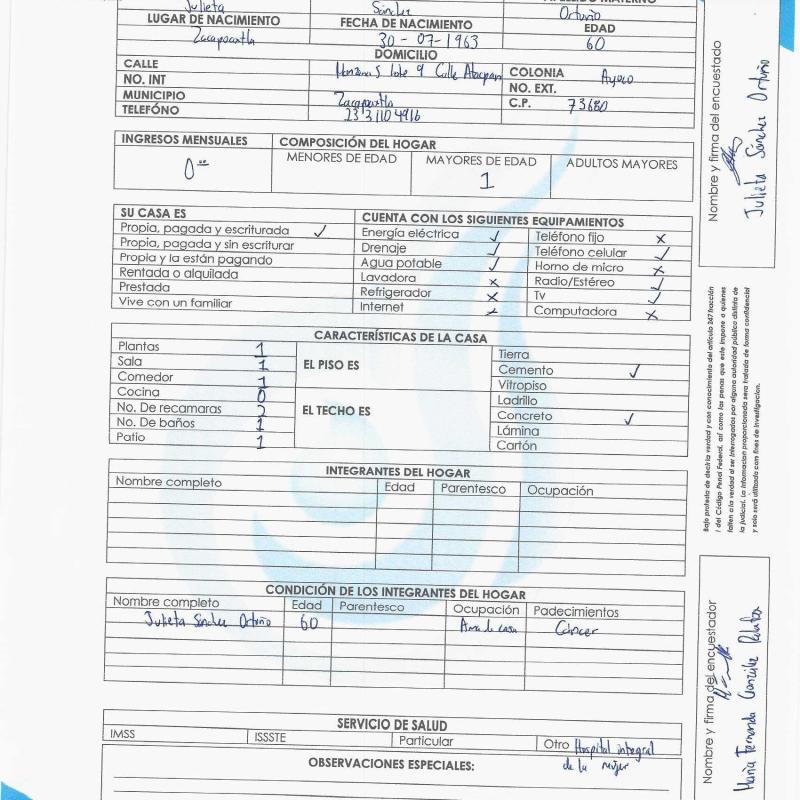 APELLIDO MATERNO
Julieta Sánchez Ortuño
LUGAR DE NACIMIENTO FECHA DE NACIMIENTO EDAD
Zacapoaxtla 30-07-1963 60
DOMICILIO
CALLE Manzana 5 lote 9 Calle COLONIA Ayoco
NO. INT NO. EXT.
MUNICIPIO Zacapoaxtla C.P. 73680
TELEFÓNO 2331104916
INGRESOS MENSUALES COMPOSICIÓN DEL HOGAR
0.00 MENORES DE EDAD MAYORES DE EDAD ADULTOS MAYORES
1
SU CASA ES CUENTA CON LOS SIGUIENTES EQUIPAMIENTOS
Propia, pagada y escriturada ✓ Energía eléctrica ✓ Teléfono fijo x
Propia, pagada y sin escriturar Drenaje ✓ Teléfono celular ✓
Propia y la están pagando Agua potable ✓ Horno de micro x
Rentada o alquilada Lavadora x Radio/Estéreo ✓
Prestada Refrigerador x Tv ✓
Vive con un familiar Internet x Computadora x
CARACTERÍSTICAS DE LA CASA
Plantas 1 Tierra
Sala 1 EL PISO ES Cemento ✓
Comedor 1 Vitropiso
Cocina 0 Ladrillo
No. De recamaras 2 EL TECHO ES Concreto ✓
No. De baños 1 Lámina
Patio 1 Cartón
INTEGRANTES DEL HOGAR
Nombre completo Edad Parentesco Ocupación
CONDICIÓN DE LOS INTEGRANTES DEL HOGAR
Nombre completo Edad Parentesco Ocupación Padecimientos
Julieta Sánchez Ortuño 60 Ama de casa Cáncer
SERVICIO DE SALUD
IMSS ISSSTE Particular Otro Hospital integral
de la mujer
OBSERVACIONES ESPECIALES:
Nombre y firma del encuestado
Julieta Sánchez Ortuño
Bajo protesta de decirla verdad y con conocimiento del artículo 247 fracción
I del Código Penal Federal, así como las penas que este impone a quienes
falten a la verdad al ser interrogados por alguna autoridad pública distinta de
la judicial. La información proporcionada sera tratada de forma confidencial
y solo será utilizada con fines de investigacion.
Nombre y firma del encuestador
María Fernanda González